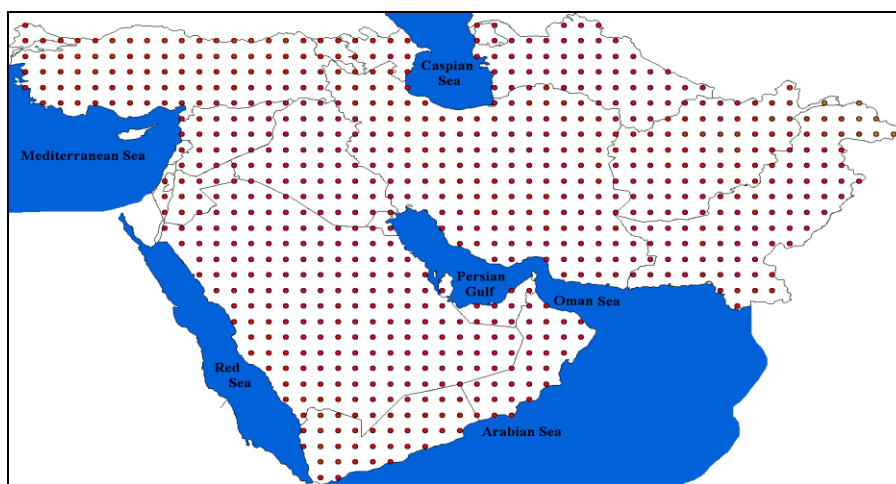 Caspian
Sea
Mediterranean Sea
Persian
Gulf
Oman Sea
Red
Sea
Arabian Sea